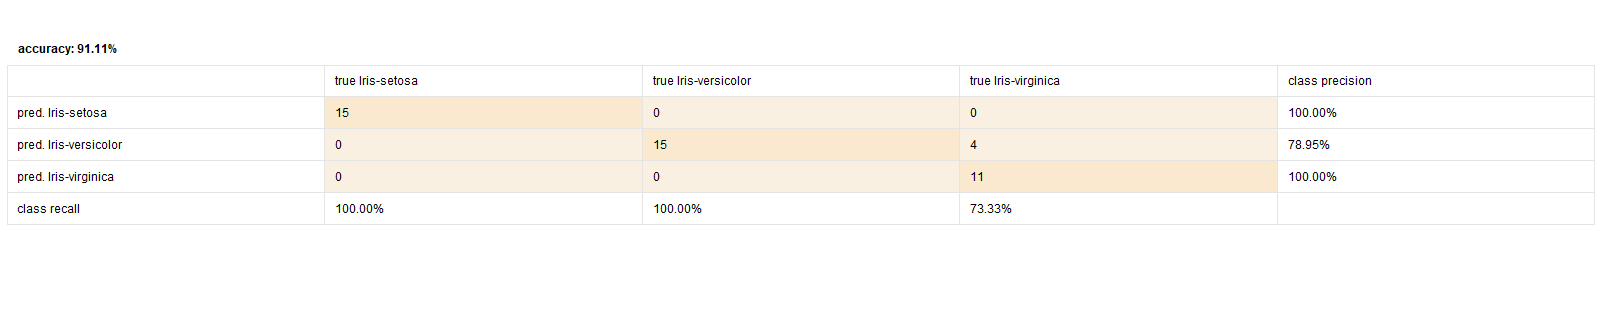 accuracy: 91.11%
true Iris-setosa true Iris-versicolor true Iris-virginica class precision
pred. Iris-setosa 15 0 0 100.00%
pred. Iris-versicolor 0 15 4 78.95%
pred. Iris-virginica 0 0 11 100.00%
class recall 100.00% 100.00% 73.33%